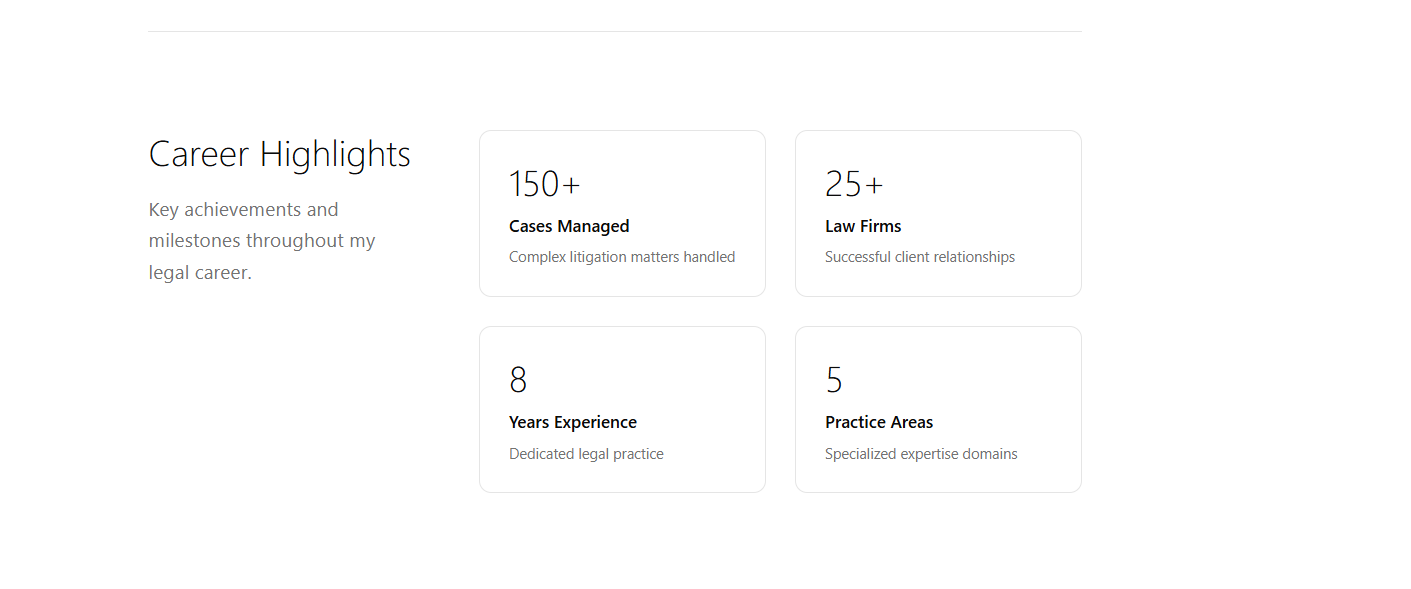 Career Highlights
Key achievements and
milestones throughout my
legal career.
150+
Cases Managed
Complex litigation matters handled
25+
Law Firms
Successful client relationships
8
Years Experience
Dedicated legal practice
5
Practice Areas
Specialized expertise domains